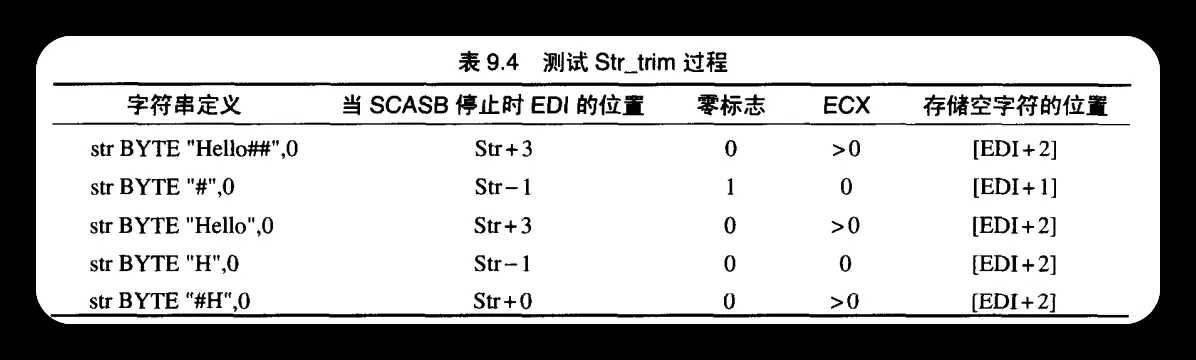 表 9.4 测试 Str_trim 过程
字符串定义 当 SCASB 停止时 EDI 的位置 零标志 ECX 存储空字符的位置
str BYTE "Hello##",0 Str+3 0 >0 [EDI+2]
str BYTE "#",0 Str-1 1 0 [EDI+1]
str BYTE "Hello",0 Str+3 0 >0 [EDI+2]
str BYTE "H",0 Str-1 0 0 [EDI+2]
str BYTE "#H",0 Str+0 0 >0 [EDI+2]